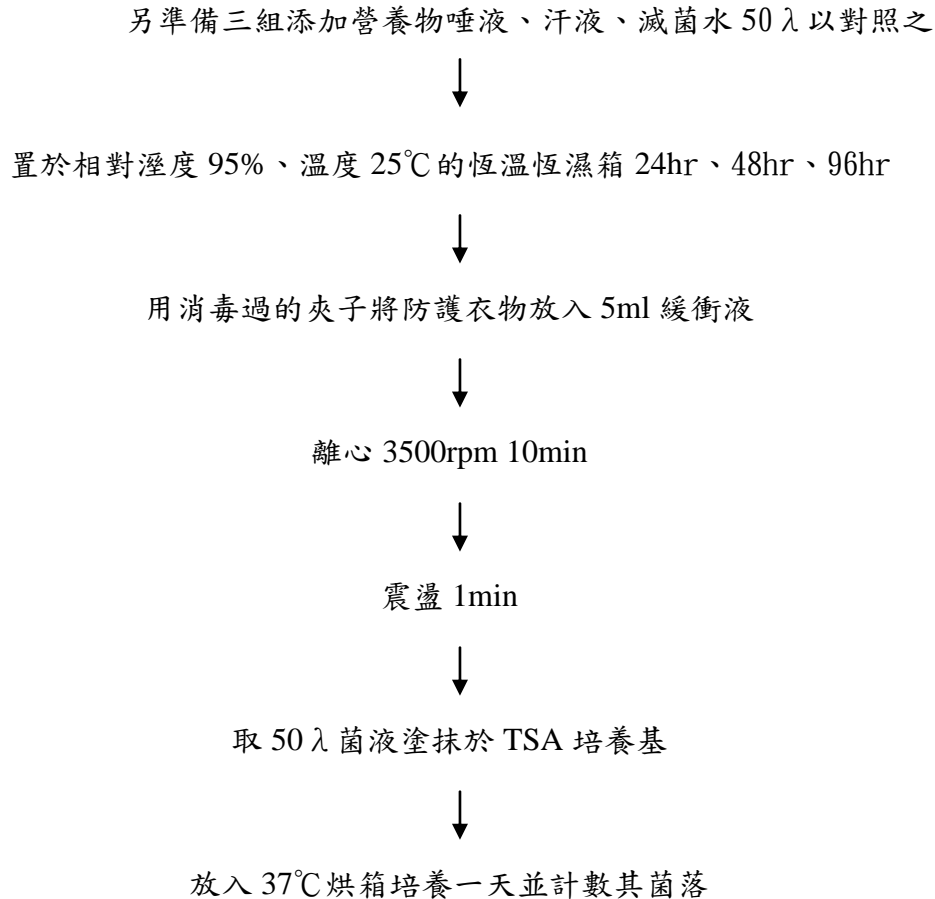 另準備三組添加營養物唾液、汗液、滅菌水 50λ以對照之
置於相對溼度 95%、溫度 25℃的恆溫恆濕箱 24hr、48hr、96hr
用消毒過的夾子將防護衣物放入 5ml 緩衝液
離心 3500rpm 10min
震盪 1min
取 50λ菌液塗抹於 TSA 培養基
放入 37℃烘箱培養一天並計數其菌落